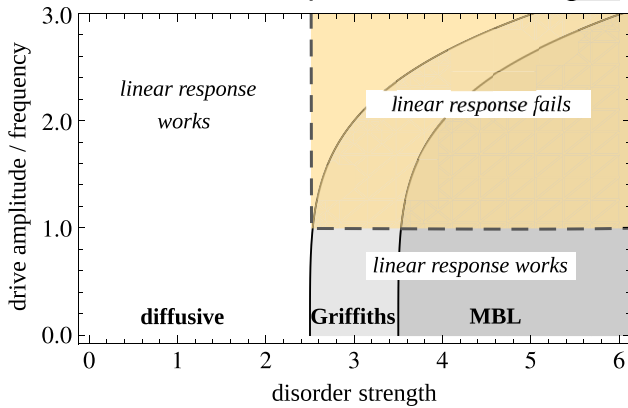 3.0
2.0
1.0
0.0
drive amplitude / frequency
linear response
works
linear response fails
linear response works
diffusive
Griffiths
MBL
0 1 2 3 4 5 6
disorder strength